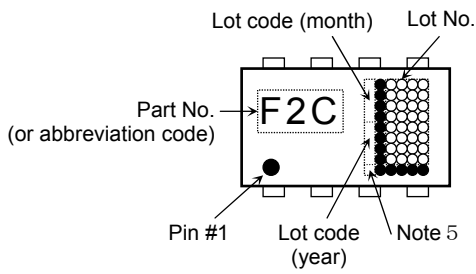 Lot code (month)
Lot No.
Part No.
(or abbreviation code)
F2C
Pin #1
Lot code
(year)
Note 5